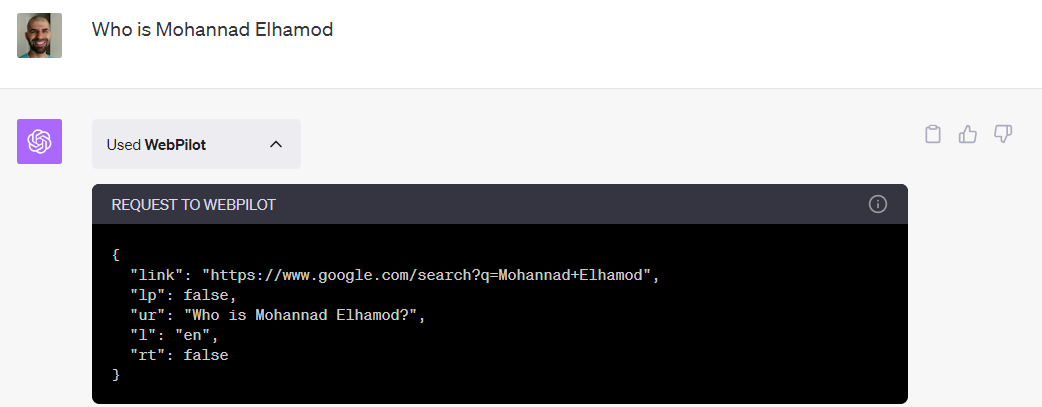 Who is Mohannad Elhamod
Used WebPilot
REQUEST TO WEBPILOT
{
"link": "https://www.google.com/search?q=Mohannad+Elhamod",
"lp": false,
"ur": "Who is Mohannad Elhamod?",
"l": "en",
"rt": false
}